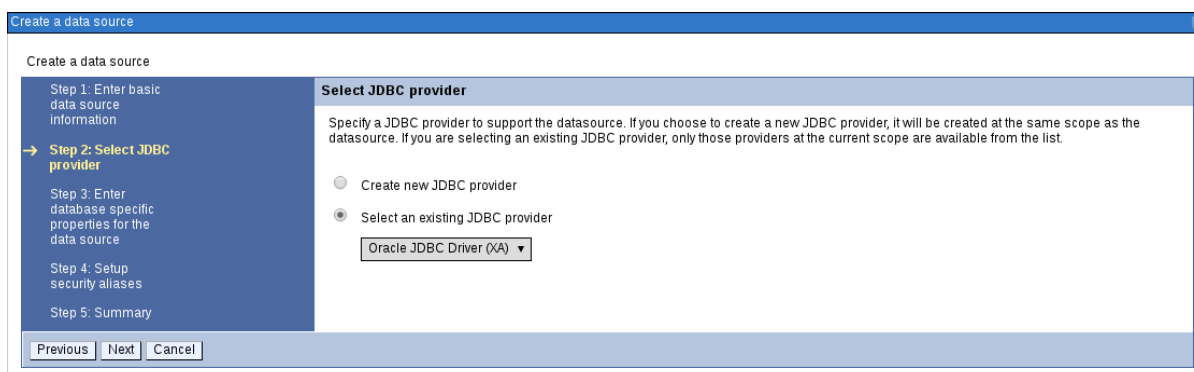 Create a data source
Create a data source
Step 1: Enter basic
data source
information
→ Step 2: Select JDBC
provider
Step 3: Enter
database specific
properties for the
data source
Step 4: Setup
security aliases
Step 5: Summary
Select JDBC provider
Specify a JDBC provider to support the datasource. If you choose to create a new JDBC provider, it will be created at the same scope as the
datasource. If you are selecting an existing JDBC provider, only those providers at the current scope are available from the list.
Create new JDBC provider
Select an existing JDBC provider
Oracle JDBC Driver (XA) ▼
Previous Next Cancel